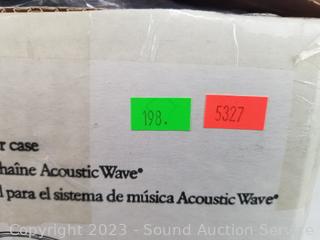 198.
5327
r case
haîne Acoustic Wave®
l para el sistema de música Acoustic Wave®
Copyright 2023 - Sound Auction Service